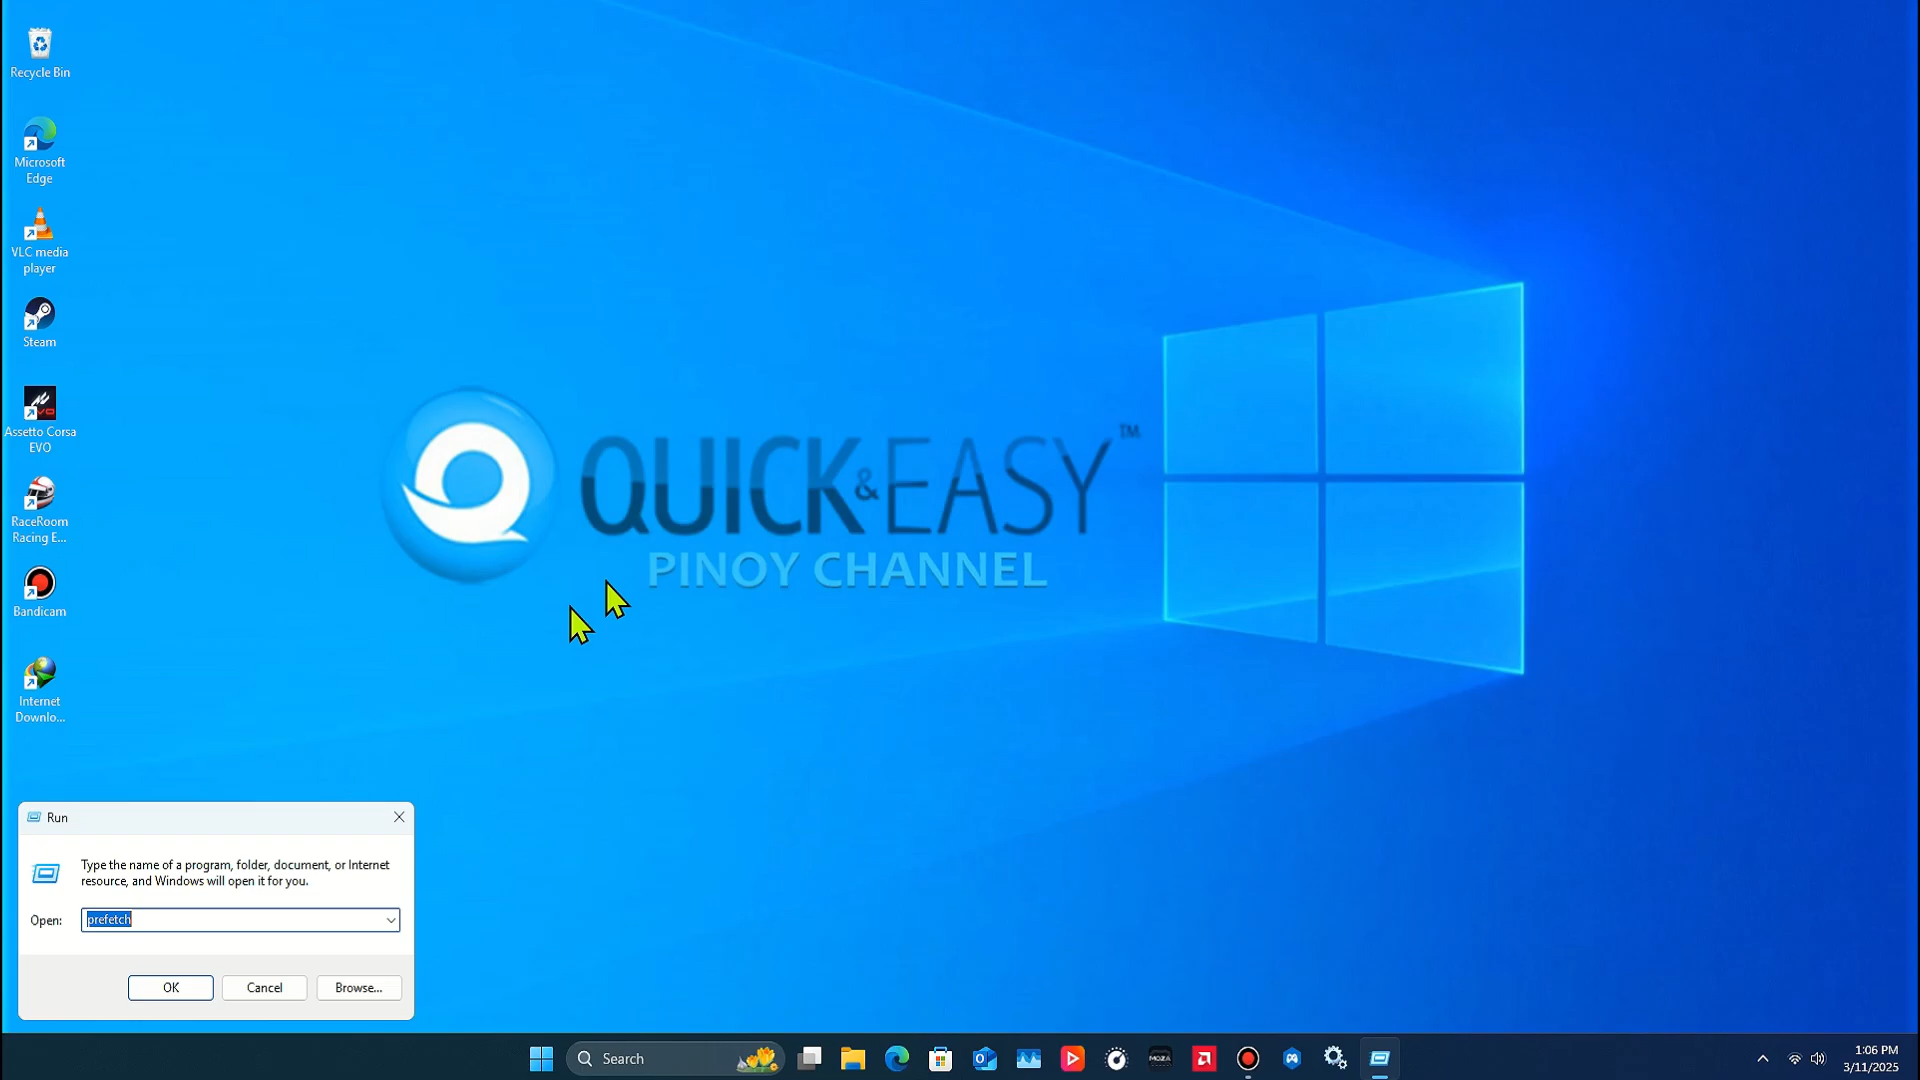 Recycle Bin
Microsoft
Edge
VLC media
player
Steam
Assetto Corsa
EVO
RaceRoom
Racing E...
Bandicam
Internet
Downlo...
QUICK&EASY™
PINOY CHANNEL
Run
Type the name of a program, folder, document, or Internet
resource, and Windows will open it for you.
Open: prefetch
OK Cancel Browse...
Search
MOZA
1:06 PM
3/11/2025